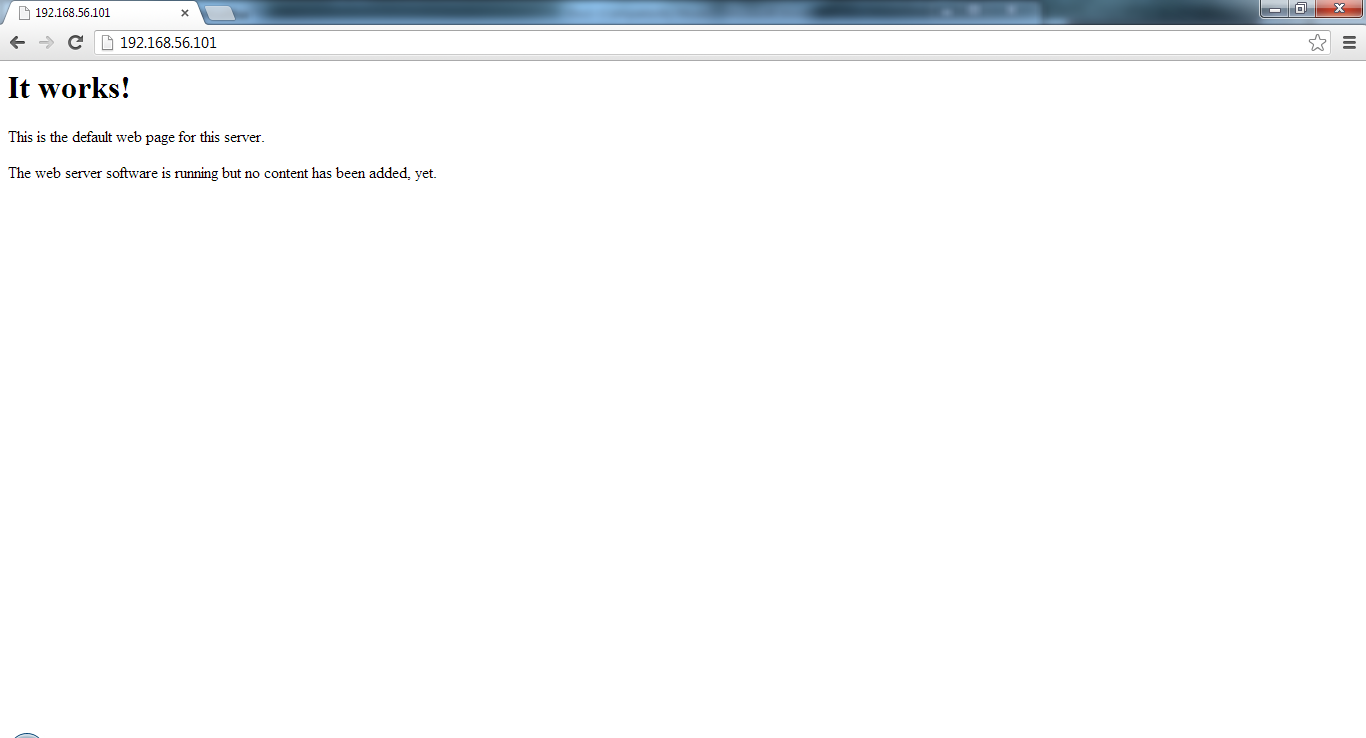 192.168.56.101
192.168.56.101
It works!
This is the default web page for this server.
The web server software is running but no content has been added, yet.